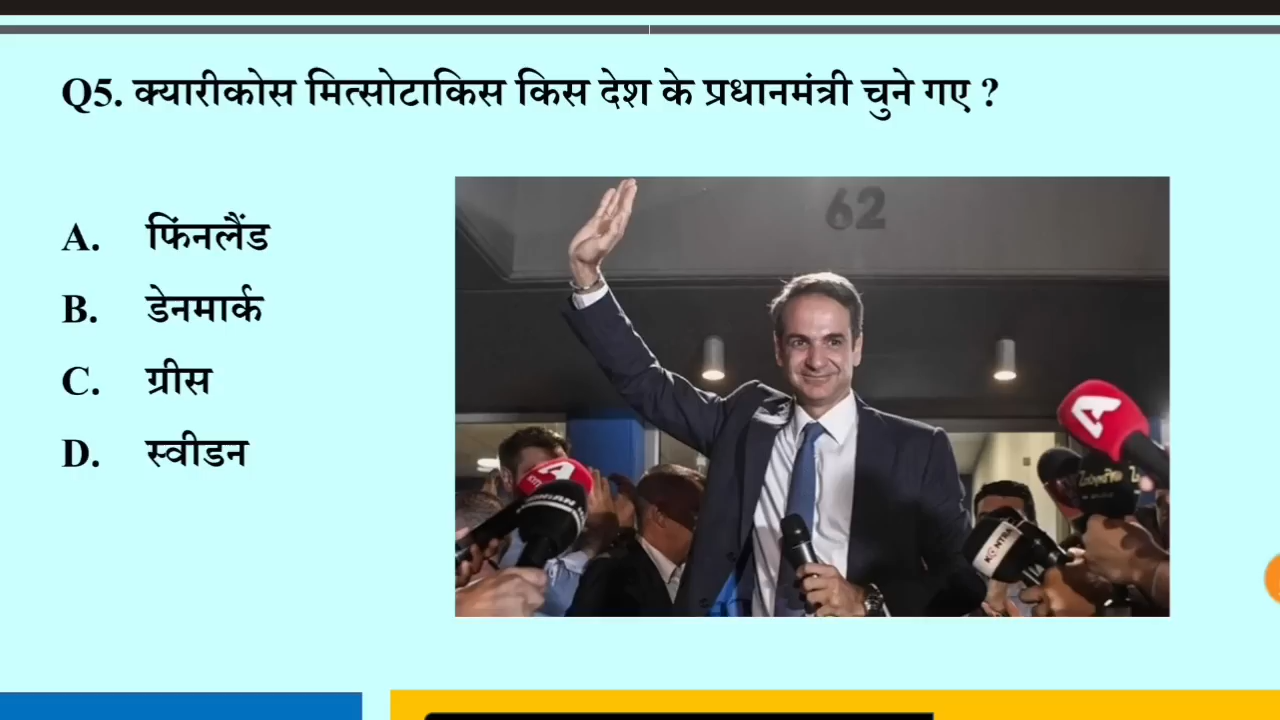 Q5. क्यारीकोस मित्सोटाकिस किस देश के प्रधानमंत्री चुने गए ?
A. फिंनलैंड
B. डेनमार्क
C. ग्रीस
D. स्वीडन
62